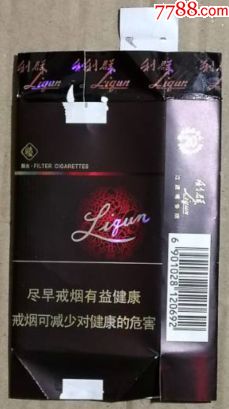 7788.com
利群 利群 利群
Liqun Liqun Liqun
FILTER CIGARETTES
Liqun
尽早戒烟有益健康
戒烟可减少对健康的危害
利群
Liqun
6 901028 120692